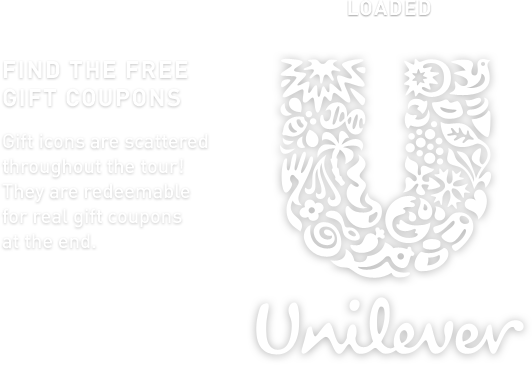 LOADED
FIND THE FREE
GIFT COUPONS
Gift icons are scattered
throughout the tour!
They are redeemable
for real gift coupons
at the end.
Unilever